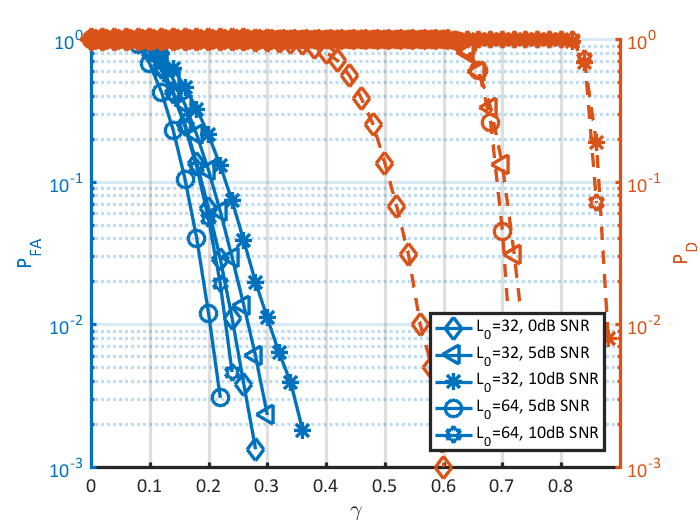 10^0
10^-1
10^-2
10^-3
P_FA
10^0
10^-1
10^-2
10^-3
P_D
L_0=32, 0dB SNR
L_0=32, 5dB SNR
L_0=32, 10dB SNR
L_0=64, 5dB SNR
L_0=64, 10dB SNR
0 0.1 0.2 0.3 0.4 0.5 0.6 0.7 0.8
γ